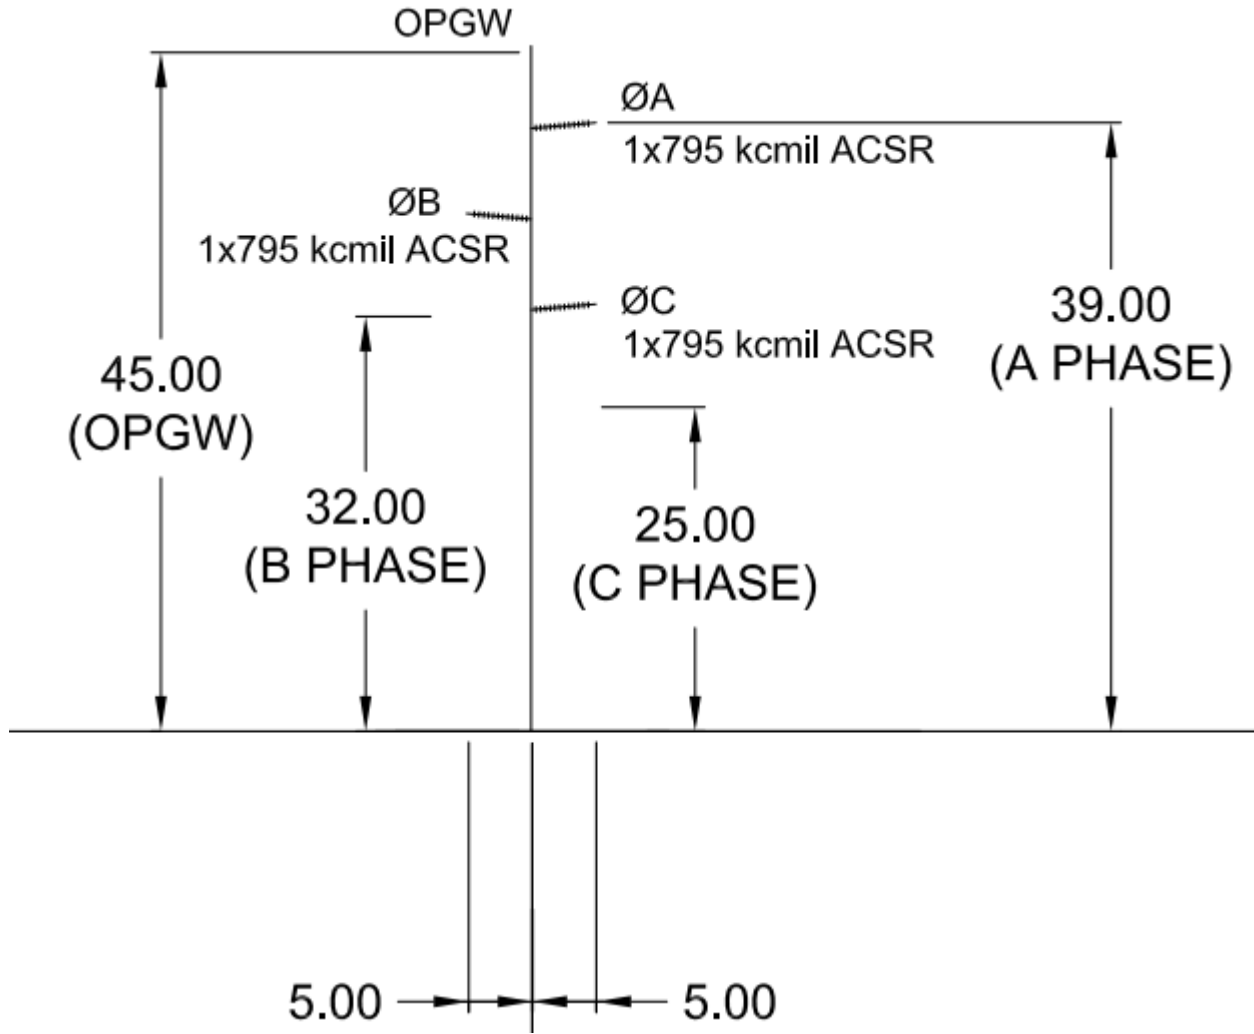 OPGW
ØA
1x795 kcmil ACSR
ØB
1x795 kcmil ACSR
ØC
1x795 kcmil ACSR
39.00
(A PHASE)
45.00
(OPGW)
32.00
(B PHASE)
25.00
(C PHASE)
5.00
5.00